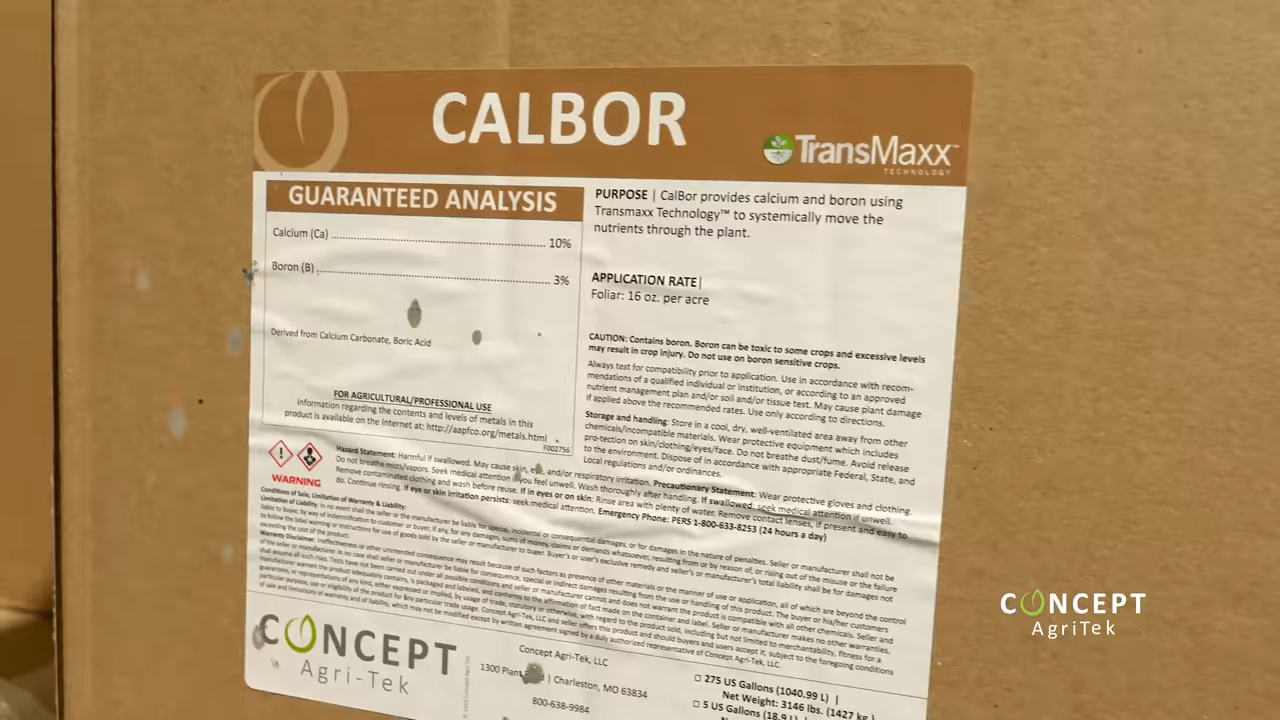 CALBOR
TransMaxx™
TECHNOLOGY
GUARANTEED ANALYSIS
Calcium (Ca) ........................................................ 10%
Boron (B) ............................................................. 3%
Derived from Calcium Carbonate, Boric Acid
FOR AGRICULTURAL/PROFESSIONAL USE
Information regarding the contents and levels of metals in this
product is available on the Internet at: http://aapfco.org/metals.html
F002756
PURPOSE | CalBor provides calcium and boron using
Transmaxx Technology™ to systemically move the
nutrients through the plant.
APPLICATION RATE|
Foliar: 16 oz. per acre
CAUTION: Contains boron. Boron can be toxic to some crops and excessive levels
may result in crop injury. Do not use on boron sensitive crops.
Always test for compatibility prior to application. Use in accordance with recom-
mendations of a qualified individual or institution, or according to an approved
nutrient management plan and/or soil and/or tissue test. May cause plant damage
if applied above the recommended rates. Use only according to directions.
Storage and handling: Store in a cool, dry, well-ventilated area away from other
chemicals/incompatible materials. Wear protective equipment which includes
pro-tection on skin/clothing/eyes/face. Do not breathe dust/fume. Avoid release
to the environment. Dispose of in accordance with appropriate Federal, State, and
Local regulations and/or ordinances.
WARNING
Hazard Statement: Harmful if swallowed. May cause skin, and/or respiratory irritation. Precautionary Statement: Wear protective gloves and clothing.
Do not breathe mists/vapors. Seek medical attention if you feel unwell. Wash thoroughly after handling. If swallowed: seek medical attention if unwell.
Remove contaminated clothing and wash before reuse. If in eyes or on skin: Rinse area with plenty of water. Remove contact lenses, if present and easy to
do. Continue rinsing. If eye or skin irritation persists: seek medical attention. Emergency Phone: PERS 1-800-633-8253 (24 hours a day)
Conditions of Sale, Limitation of Warranty & Liability:
Limitation of Liability: In no event shall the seller or the manufacturer be liable for special, incidental or consequential damages, or for damages in the nature of penalties. Seller or manufacturer shall not be
liable to buyer, by way of indemnification to customer or buyer, if any, for any damages, sums of money, claims or demands whatsoever, resulting from or by reason of, or rising out of the misuse or the failure
to follow the label warning or instructions for use of goods sold by the seller or manufacturer to buyer. Buyer's or user's exclusive remedy and seller's or manufacturer's total liability shall be for damages not
exceeding the cost of the product.
Warranty Disclaimer: Ineffectiveness or other unintended consequence may result because of such factors as presence of other materials or the manner of use or application, all of which are beyond the control
of the seller or manufacturer. In no case shall seller or manufacturer be liable for consequence, special or indirect damages resulting from the use or handling of this product. The buyer or his/her customers
shall assume all such risk. Tests have not been carried out under all possible conditions and seller or manufacturer cannot and does not warrant the product is compatible with all other chemicals. Seller and
manufacturer warrant the product adequately contains, is packaged and labeled, and conforms to the affirmation of fact made on the container and label. Seller or manufacturer makes no other warranties,
guaranties, or representations of any kind, either expressed or implied, by usage of trade, statutory or otherwise, with regard to the product sold, including but not limited to merchantability, fitness for a
particular purpose, use or eligibility of the product for any particular trade usage. Concept Agri-Tek, LLC and seller offers this product and should buyers and users accept it, subject to the foregoing conditions
of sale and limitations of warranty and liability, which may not be modified except by written agreement signed by a duly authorized representative of Concept Agri-Tek, LLC.
CONCEPT
Agri-Tek
Concept Agri-Tek, LLC
1300 Plant | Charleston, MO 63834
800-638-9984
□ 275 US Gallons (1040.99 L) |
Net Weight: 3146 lbs. (1427 kg)
□ 5 US Gallons (18.9 L)
CONCEPT
AgriTek